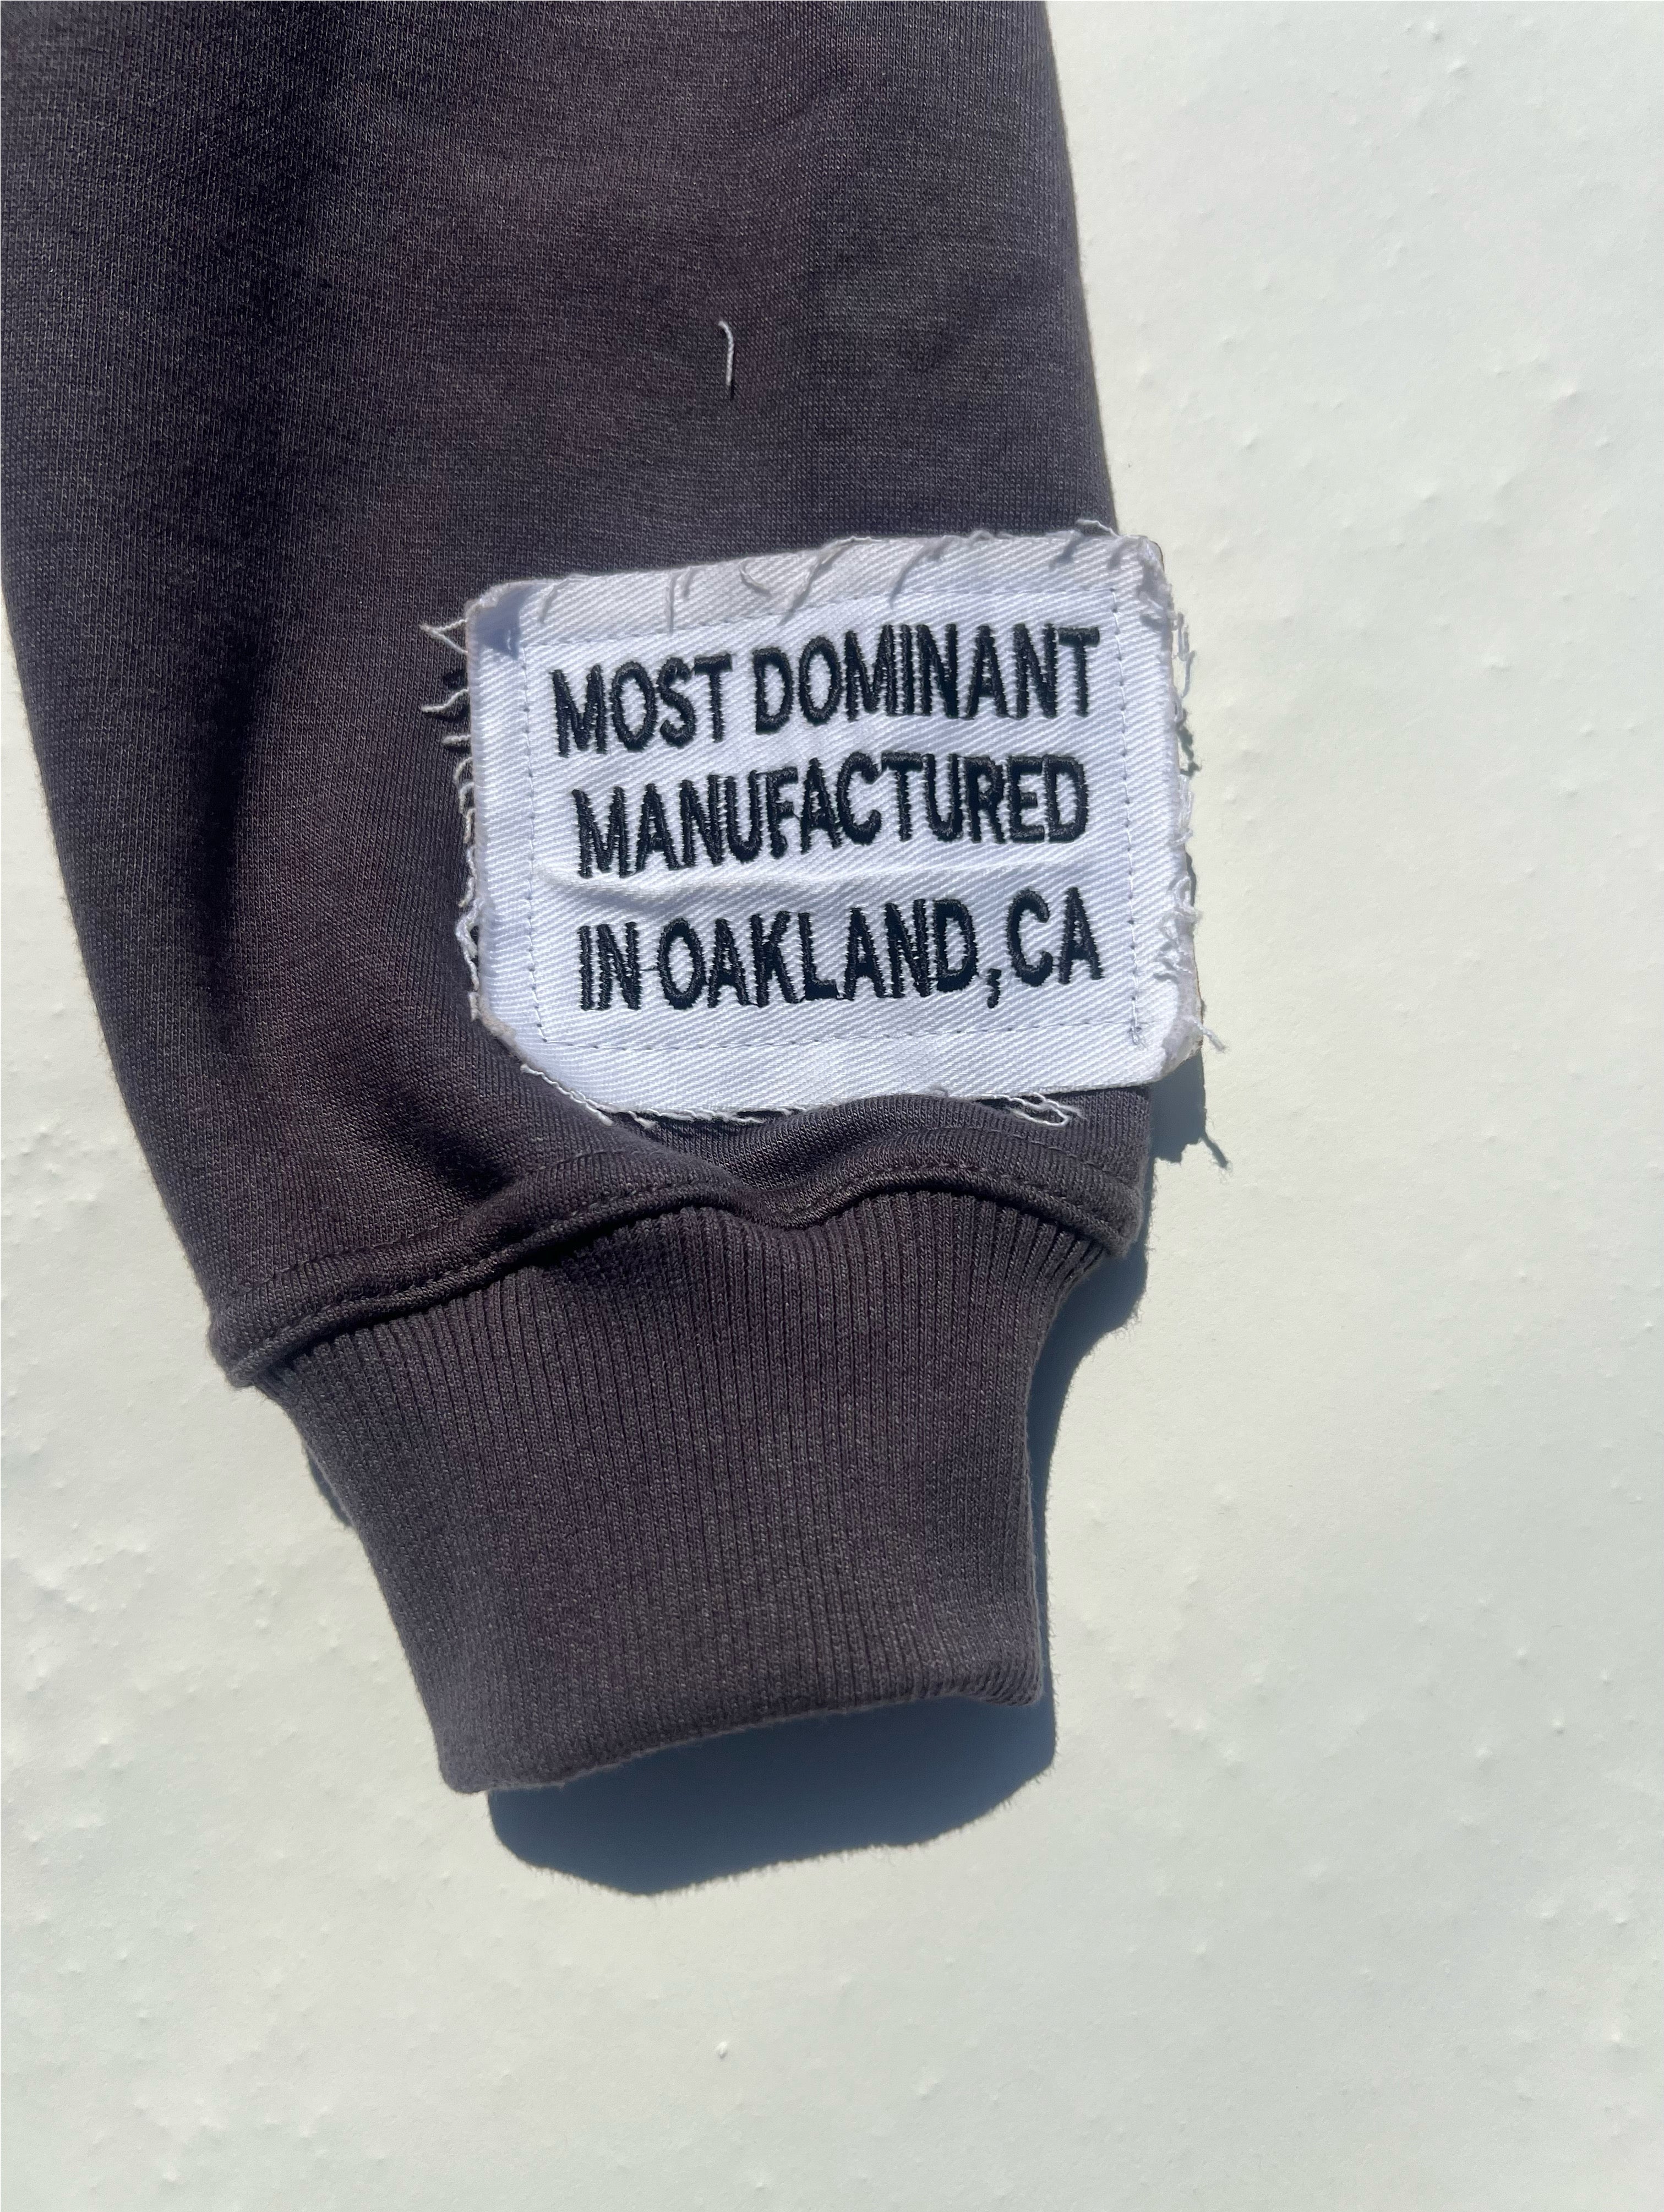 MOST DOMINANT
MANUFACTURED
IN OAKLAND, CA